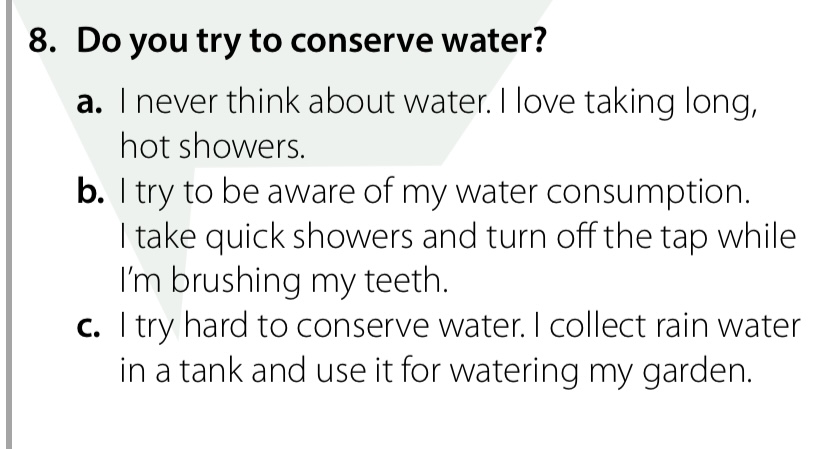 8. Do you try to conserve water?
a. I never think about water. I love taking long,
hot showers.
b. I try to be aware of my water consumption.
I take quick showers and turn off the tap while
I'm brushing my teeth.
c. I try hard to conserve water. I collect rain water
in a tank and use it for watering my garden.